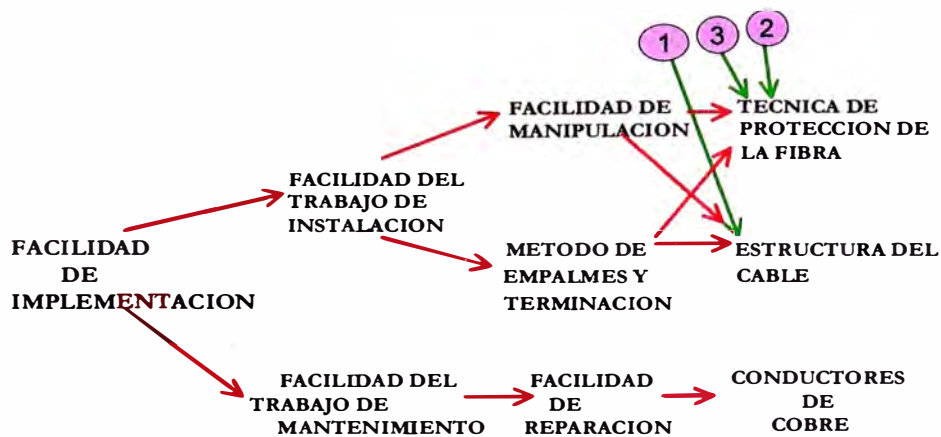 1
3
2
FACILIDAD DE
MANIPULACION
TECNICA DE
PROTECCION DE
LA FIBRA
FACILIDAD DEL
TRABAJO DE
INSTALACION
FACILIDAD
DE
IMPLEMENTACION
METODO DE
EMPALMES Y
TERMINACION
ESTRUCTURA DEL
CABLE
FACILIDAD DEL
TRABAJO DE
MANTENIMIENTO
FACILIDAD
DE
REPARACION
CONDUCTORES
DE
COBRE